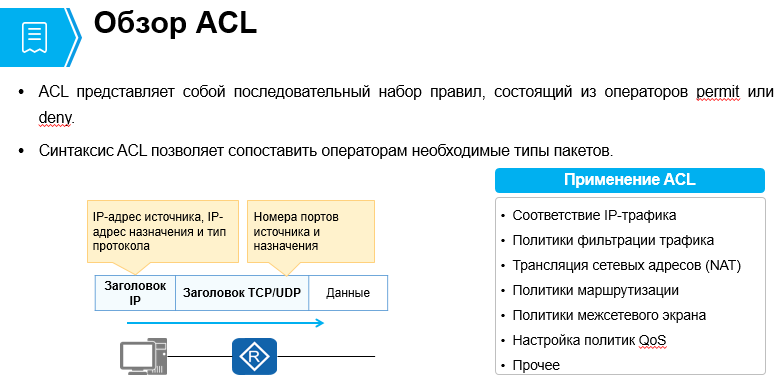 Обзор ACL
• ACL представляет собой последовательный набор правил, состоящий из операторов permit или
deny.
• Синтаксис ACL позволяет сопоставить операторам необходимые типы пакетов.
Применение ACL
IP-адрес источника, IP-
адрес назначения и тип
протокола
Номера портов
источника и
назначения
Заголовок
IP
Заголовок TCP/UDP
Данные
R
• Соответствие IP-трафика
• Политики фильтрации трафика
• Трансляция сетевых адресов (NAT)
• Политики маршрутизации
• Политики межсетевого экрана
• Настройка политик QoS
• Прочее